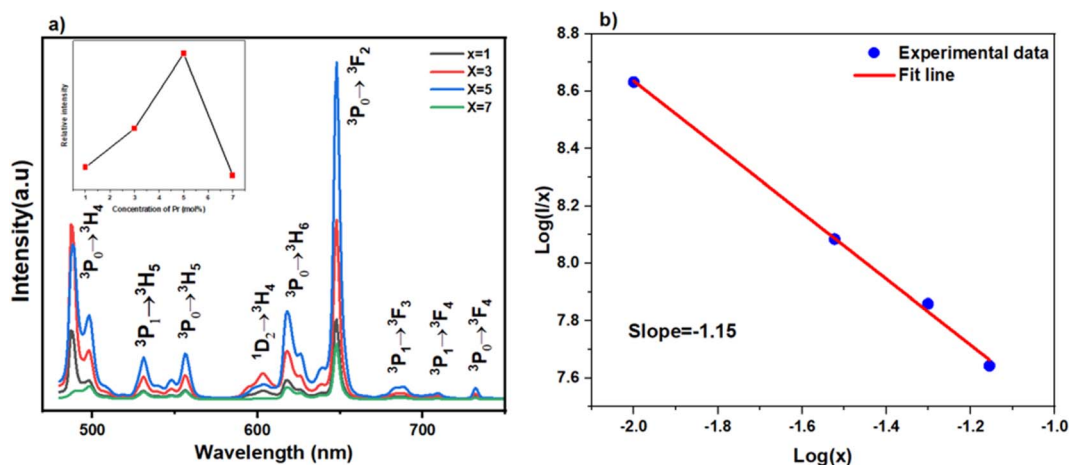 a)
x=1
X=3
X=5
X=7
Relative intensity
1 2 3 4 5 6 7
Concentration of Pr (mol%)
³P₀→³H₄
³P₁→³H₅
³P₀→³H₅
¹D₂→³H₄
³P₀→³H₆
³P₀→³F₂
³P₁→³F₃
³P₁→³F₄
³P₀→³F₄
Intensity(a.u)
500 600 700
Wavelength (nm)
b)
Experimental data
Fit line
8.8
8.6
8.4
8.2
8.0
7.8
7.6
Log(I/x)
Slope=-1.15
-2.0 -1.8 -1.6 -1.4 -1.2 -1.0
Log(x)